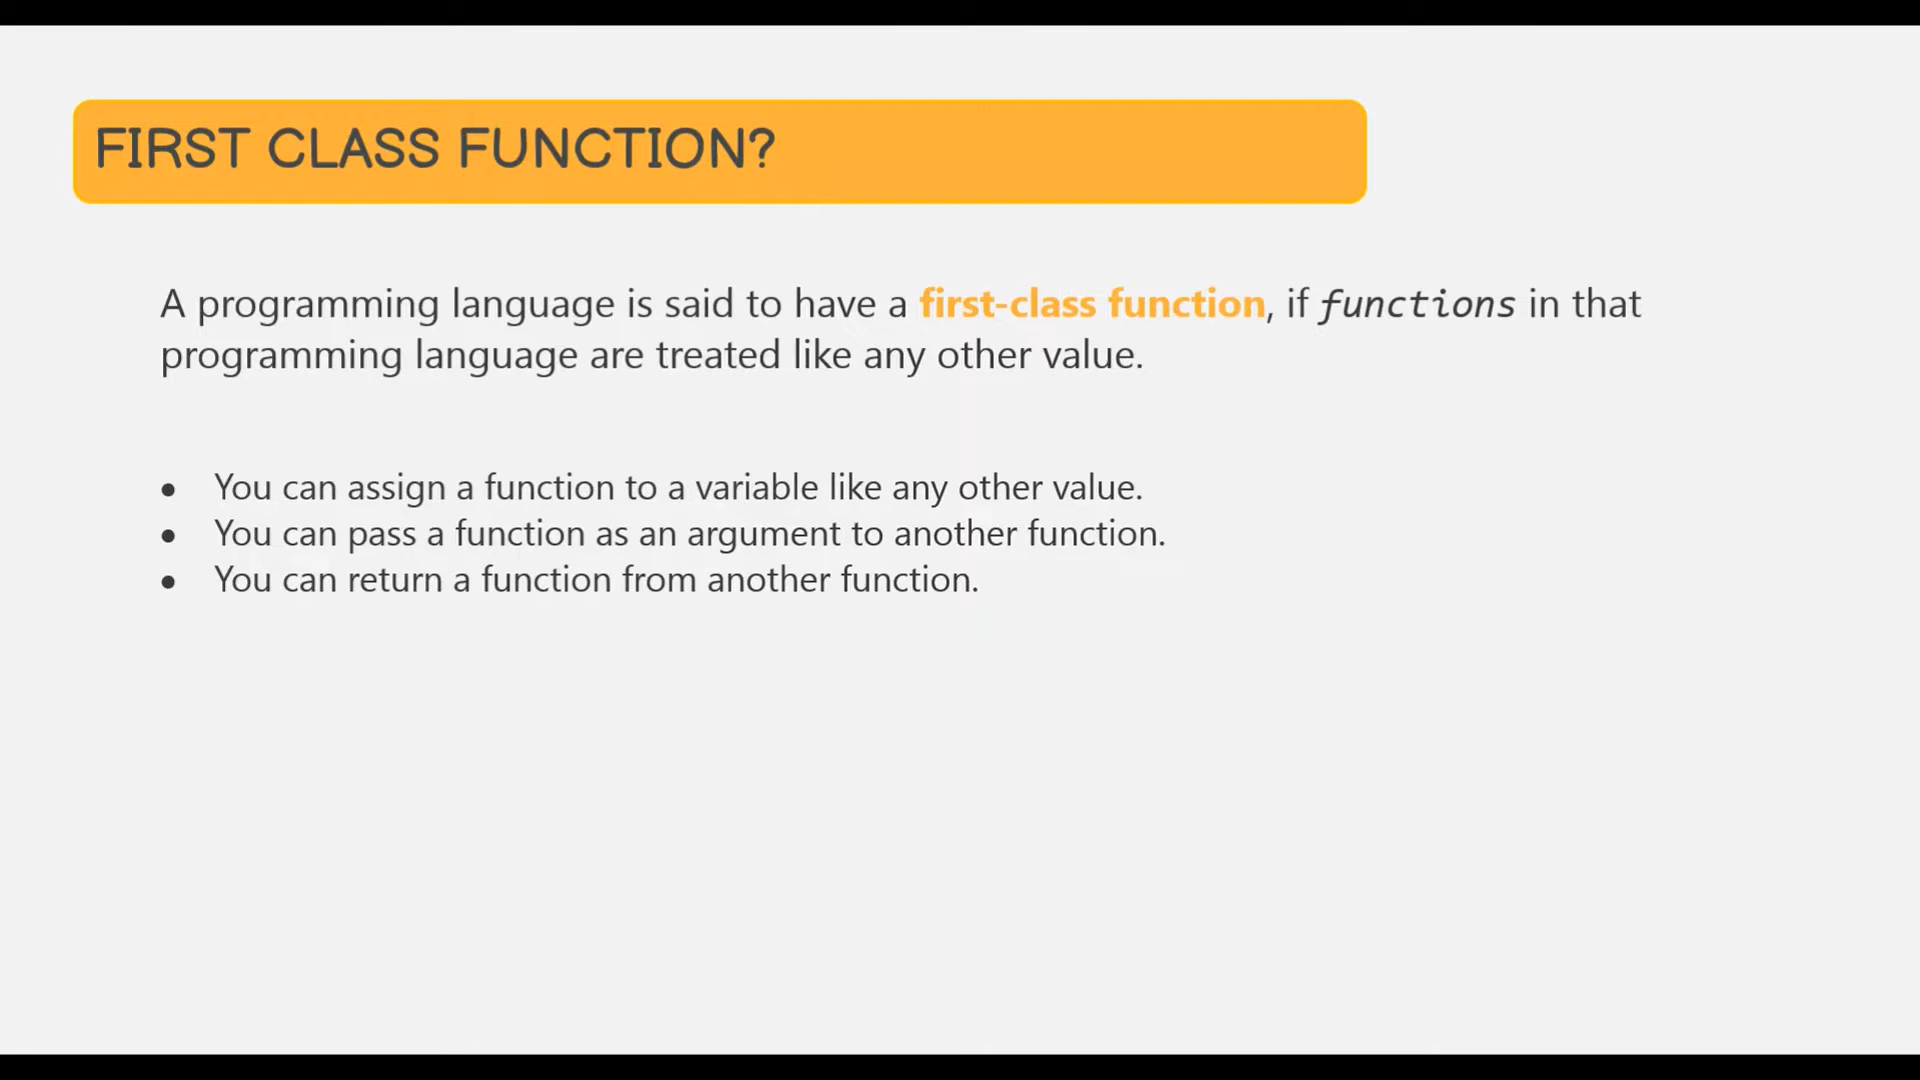 FIRST CLASS FUNCTION?
A programming language is said to have a first-class function, if functions in that
programming language are treated like any other value.
• You can assign a function to a variable like any other value.
• You can pass a function as an argument to another function.
• You can return a function from another function.